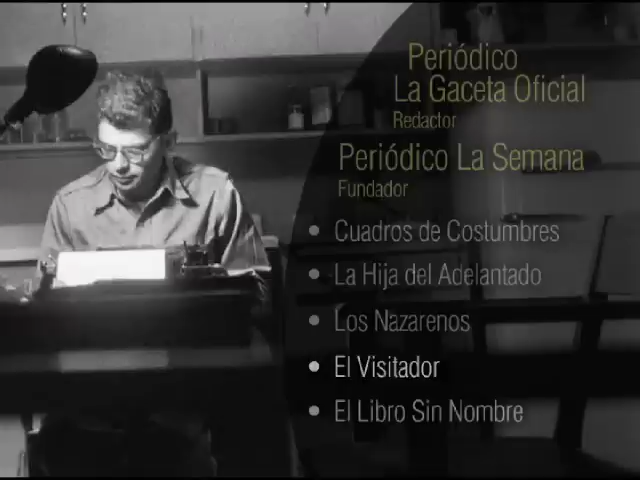 Periódico
La Gaceta Oficial
Redactor
Periódico La Semana
Fundador
• Cuadros de Costumbres
• La Hija del Adelantado
• Los Nazarenos
• El Visitador
• El Libro Sin Nombre